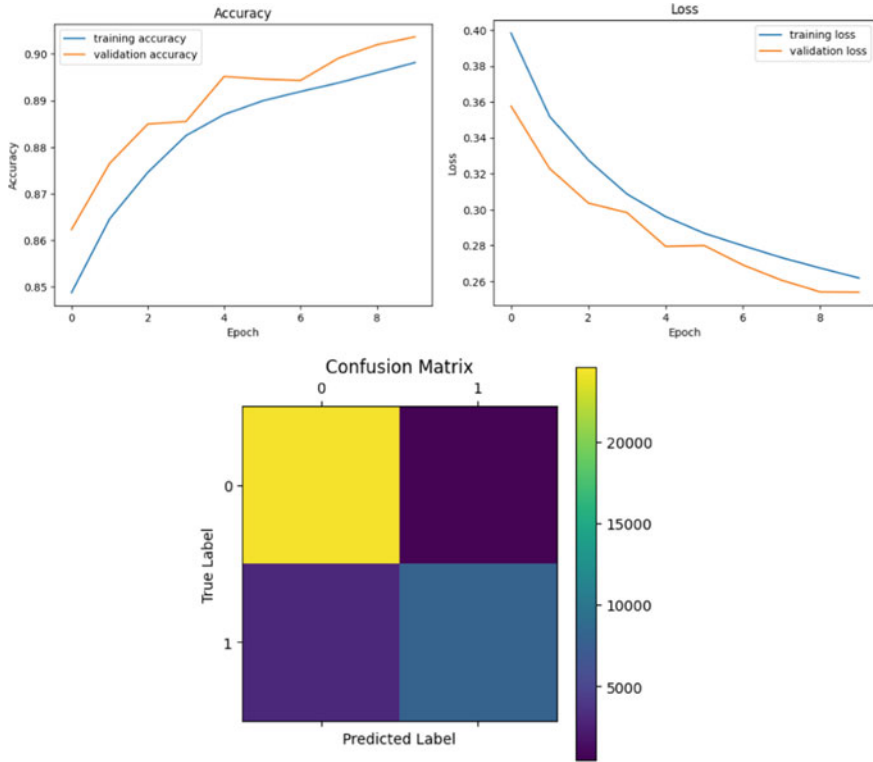 Accuracy
training accuracy
validation accuracy
0.90
0.89
0.88
0.87
0.86
0.85
Accuracy
0 2 4 6 8
Epoch
Loss
training loss
validation loss
0.40
0.36
0.34
0.32
0.30
0.28
0.26
Loss
0 2 4 6 8
Epoch
Confusion Matrix
0 1
0
1
True Label
Predicted Label
20000
15000
10000
5000